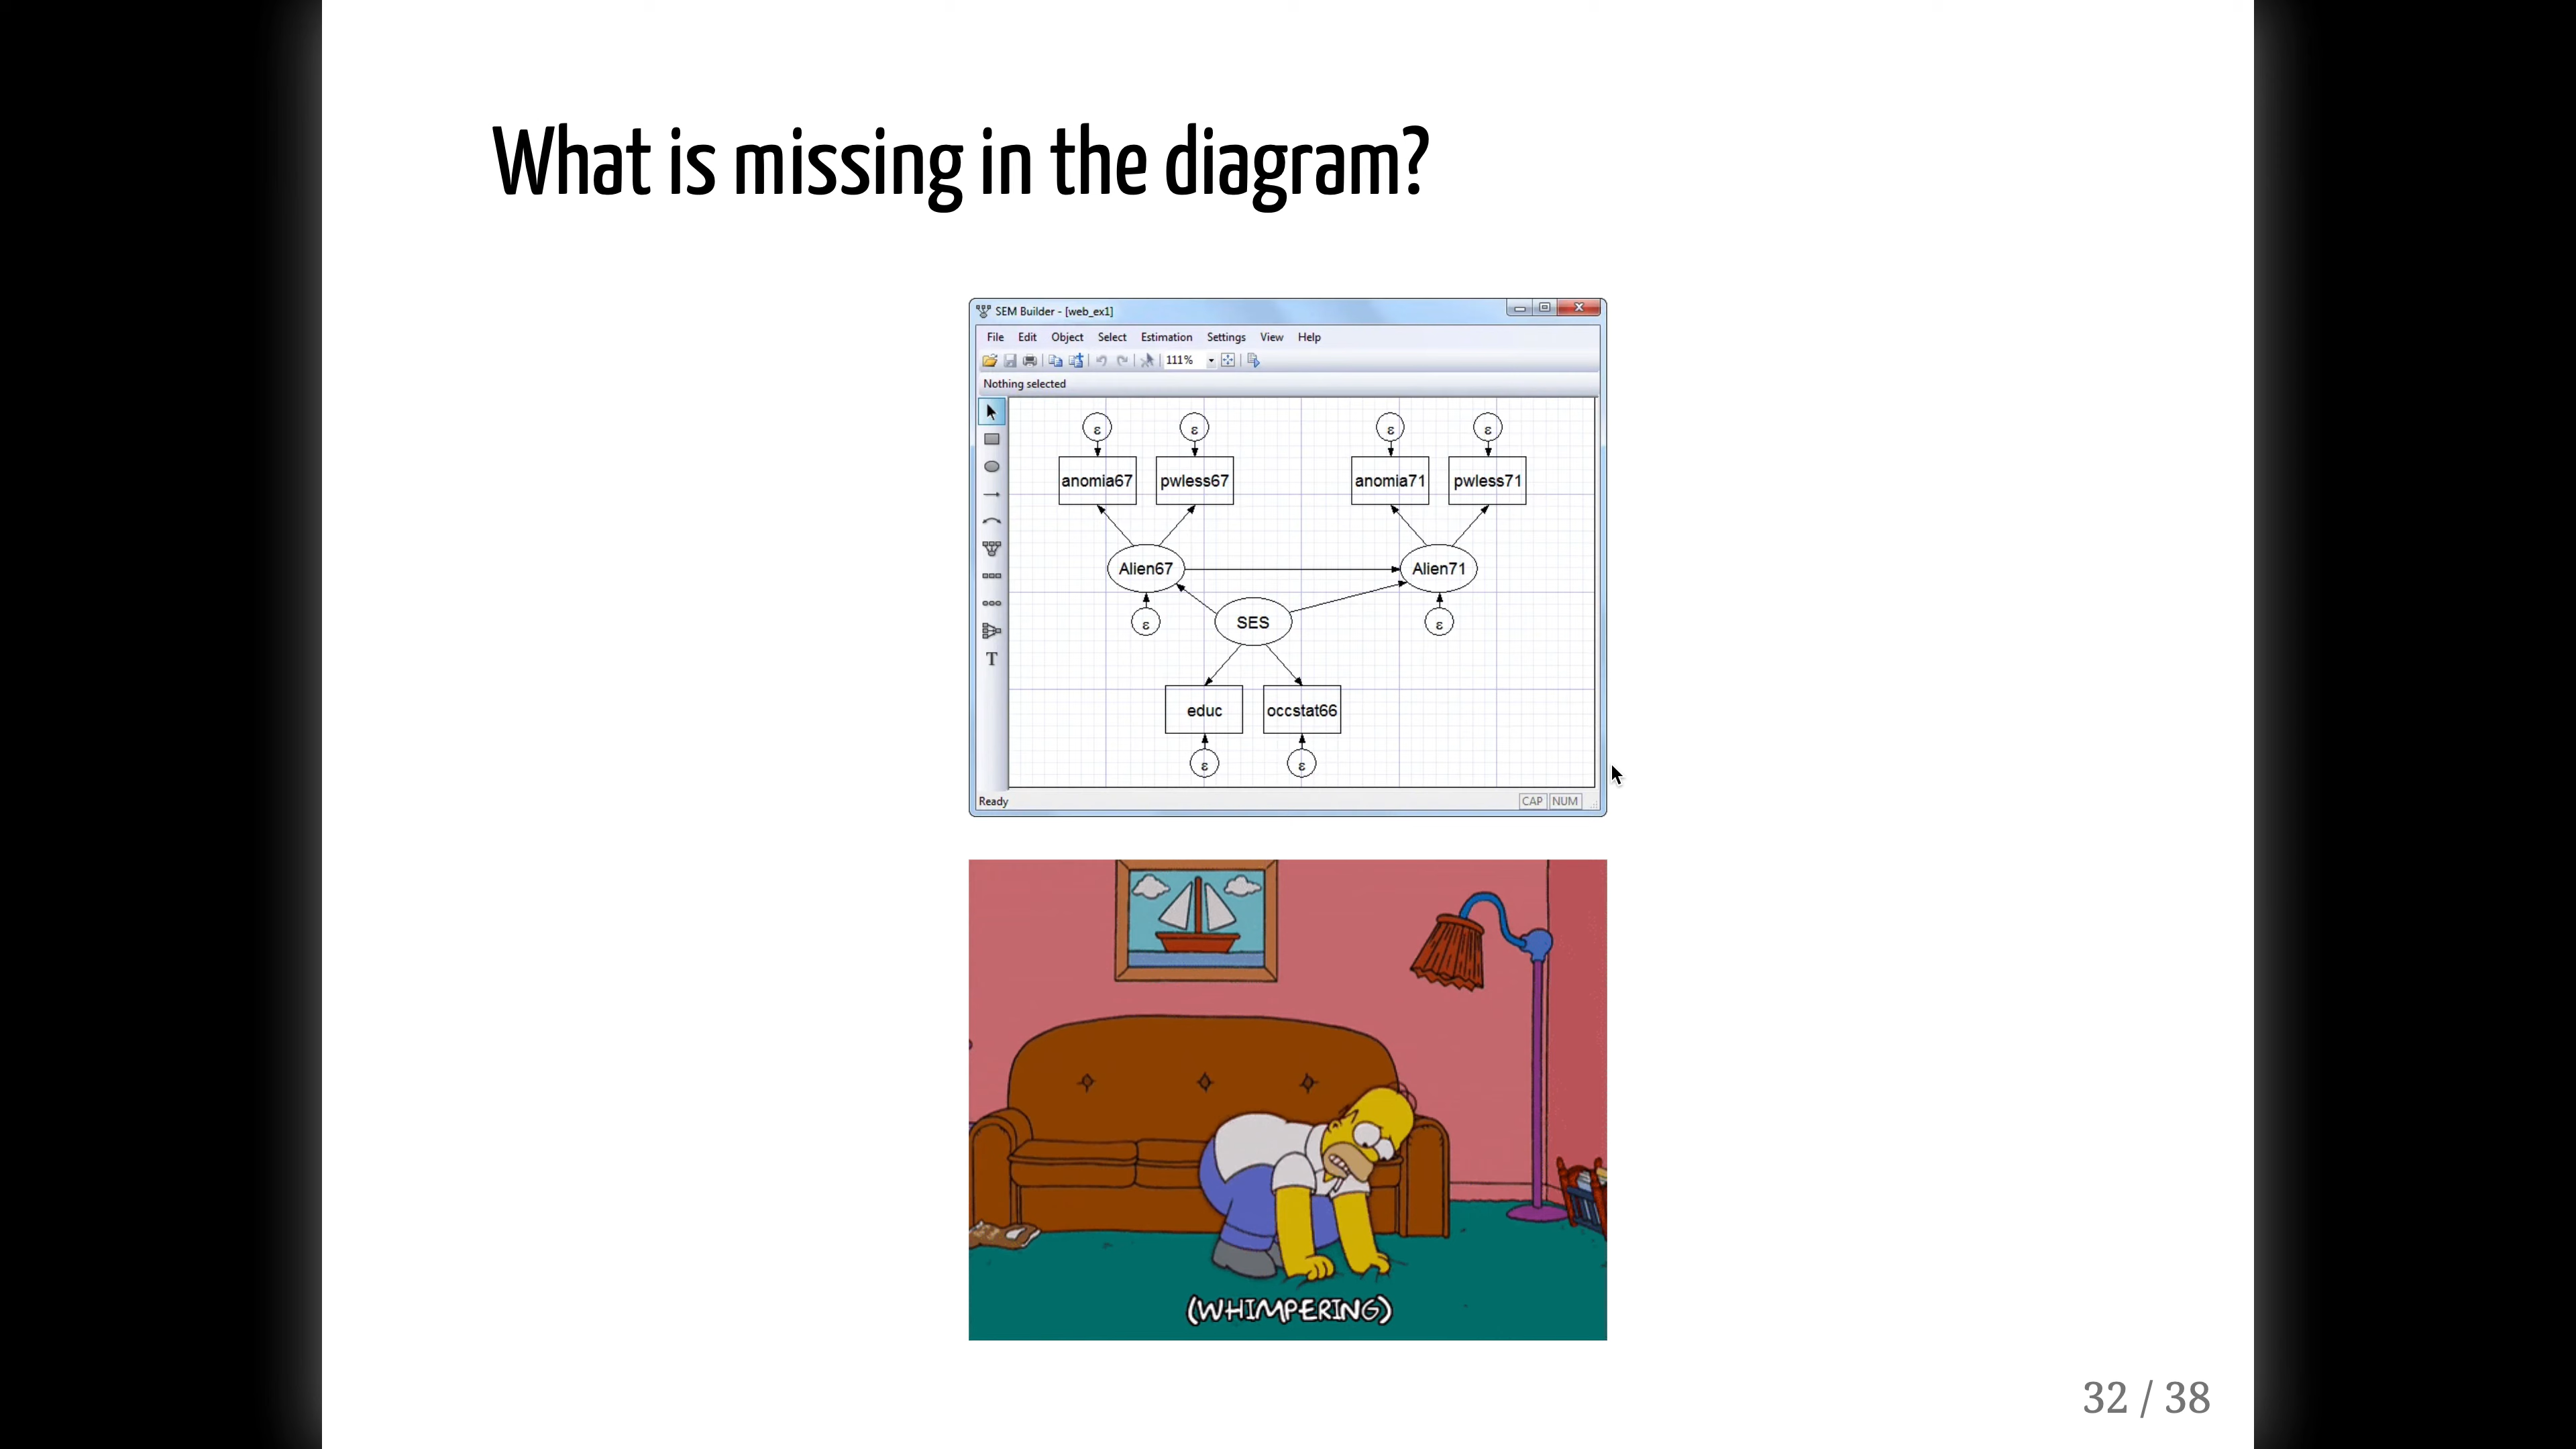 What is missing in the diagram?
SEM Builder - [web_ex1]
File Edit Object Select Estimation Settings View Help
111%
Nothing selected
T
ε ε ε ε
anomia67 pwless67 anomia71 pwless71
Alien67 Alien71
ε SES ε
educ occstat66
ε ε
Ready CAP NUM
(WHIMPERING)
32 / 38